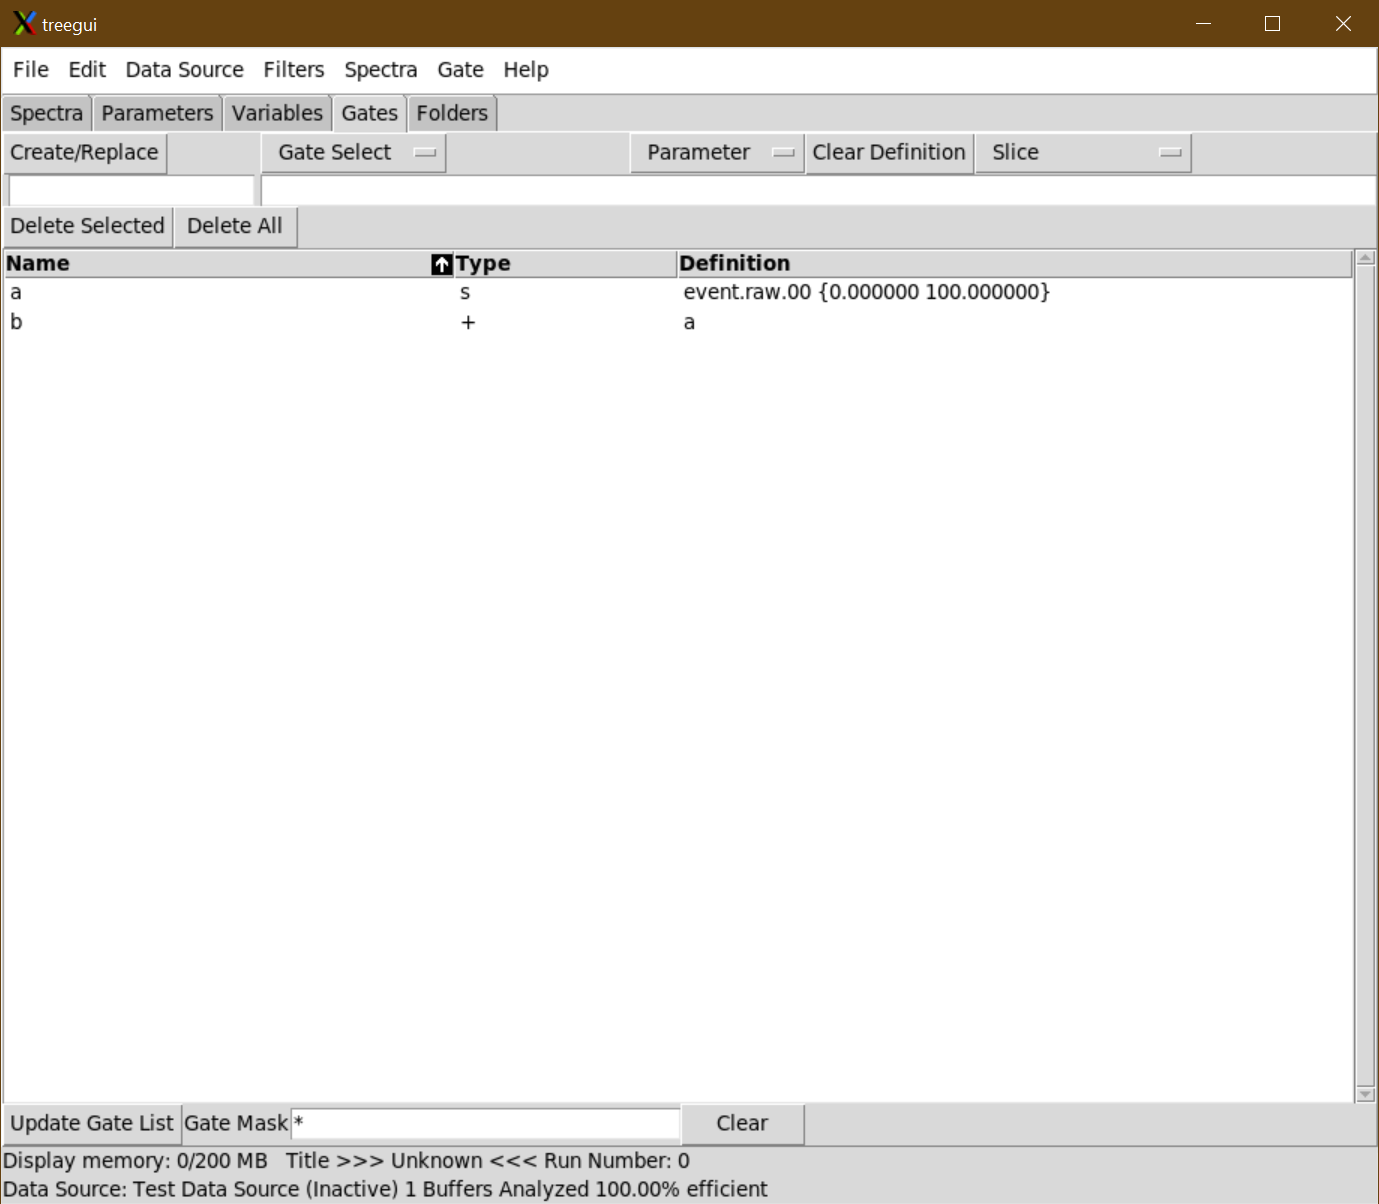 treegui
File Edit Data Source Filters Spectra Gate Help
Spectra Parameters Variables Gates Folders
Create/Replace Gate Select Parameter Clear Definition Slice
Delete Selected Delete All
Name Type Definition
a s event.raw.00 {0.000000 100.000000}
b + a
Update Gate List Gate Mask * Clear
Display memory: 0/200 MB Title >>> Unknown <<< Run Number: 0
Data Source: Test Data Source (Inactive) 1 Buffers Analyzed 100.00% efficient